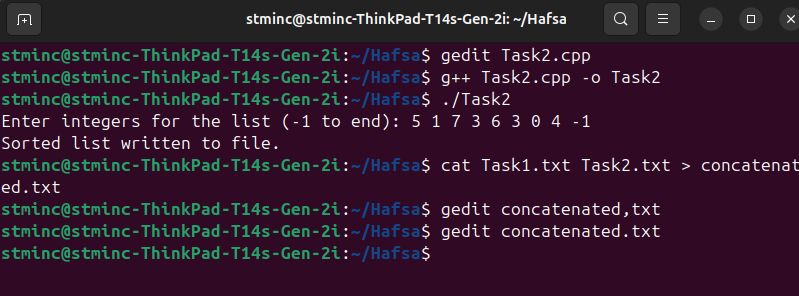 stminc@stminc-ThinkPad-T14s-Gen-2i: ~/Hafsa
stminc@stminc-ThinkPad-T14s-Gen-2i:~/Hafsa$ gedit Task2.cpp
stminc@stminc-ThinkPad-T14s-Gen-2i:~/Hafsa$ g++ Task2.cpp -o Task2
stminc@stminc-ThinkPad-T14s-Gen-2i:~/Hafsa$ ./Task2
Enter integers for the list (-1 to end): 5 1 7 3 6 3 0 4 -1
Sorted list written to file.
stminc@stminc-ThinkPad-T14s-Gen-2i:~/Hafsa$ cat Task1.txt Task2.txt > concatenat
ed.txt
stminc@stminc-ThinkPad-T14s-Gen-2i:~/Hafsa$ gedit concatenated,txt
stminc@stminc-ThinkPad-T14s-Gen-2i:~/Hafsa$ gedit concatenated.txt
stminc@stminc-ThinkPad-T14s-Gen-2i:~/Hafsa$